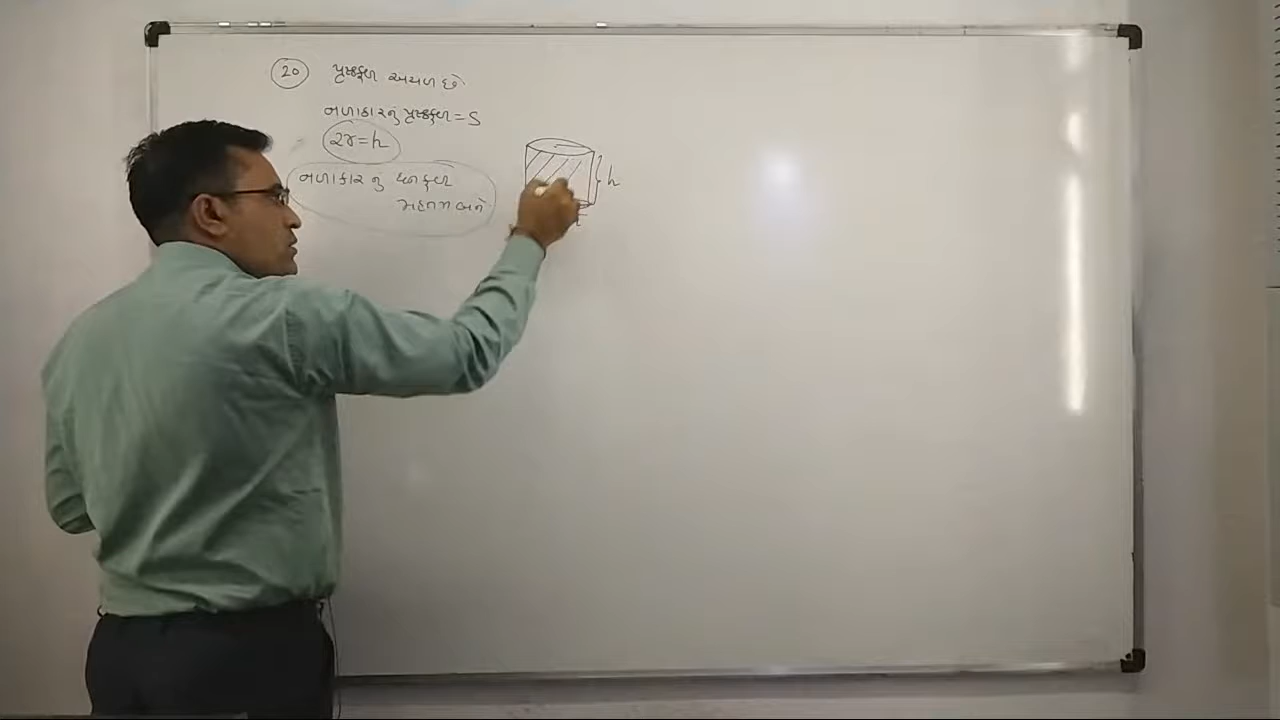 20 પૃષ્ઠફળ અચળ છે
નળાકારનું પૃષ્ઠફળ = S
2r = h
નળાકારનું ઘનફળ
મહત્તમ બને
h